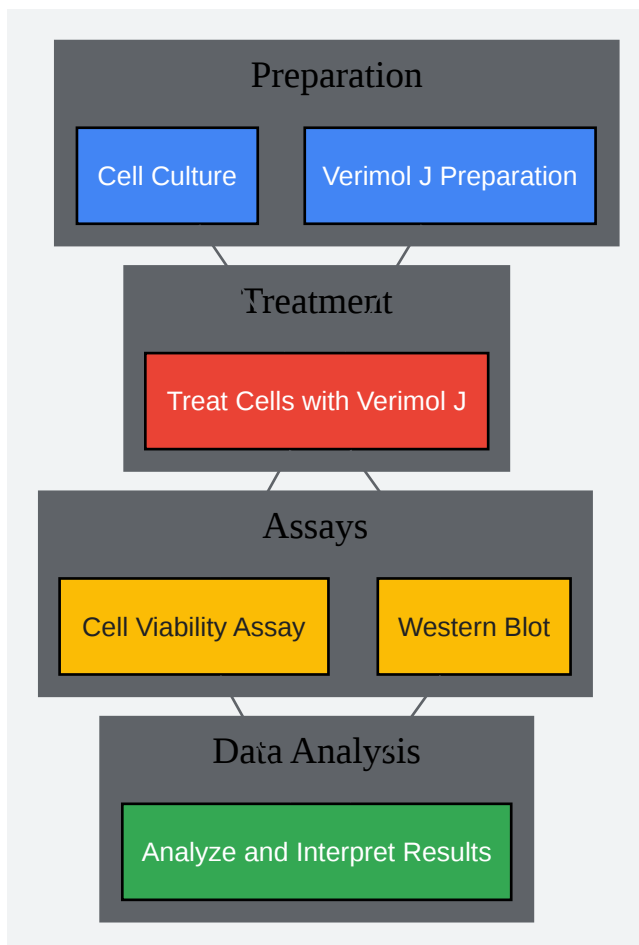 Preparation
Cell Culture
Verimol J Preparation
Treatment
Treat Cells with Verimol J
Assays
Cell Viability Assay
Western Blot
Data Analysis
Analyze and Interpret Results